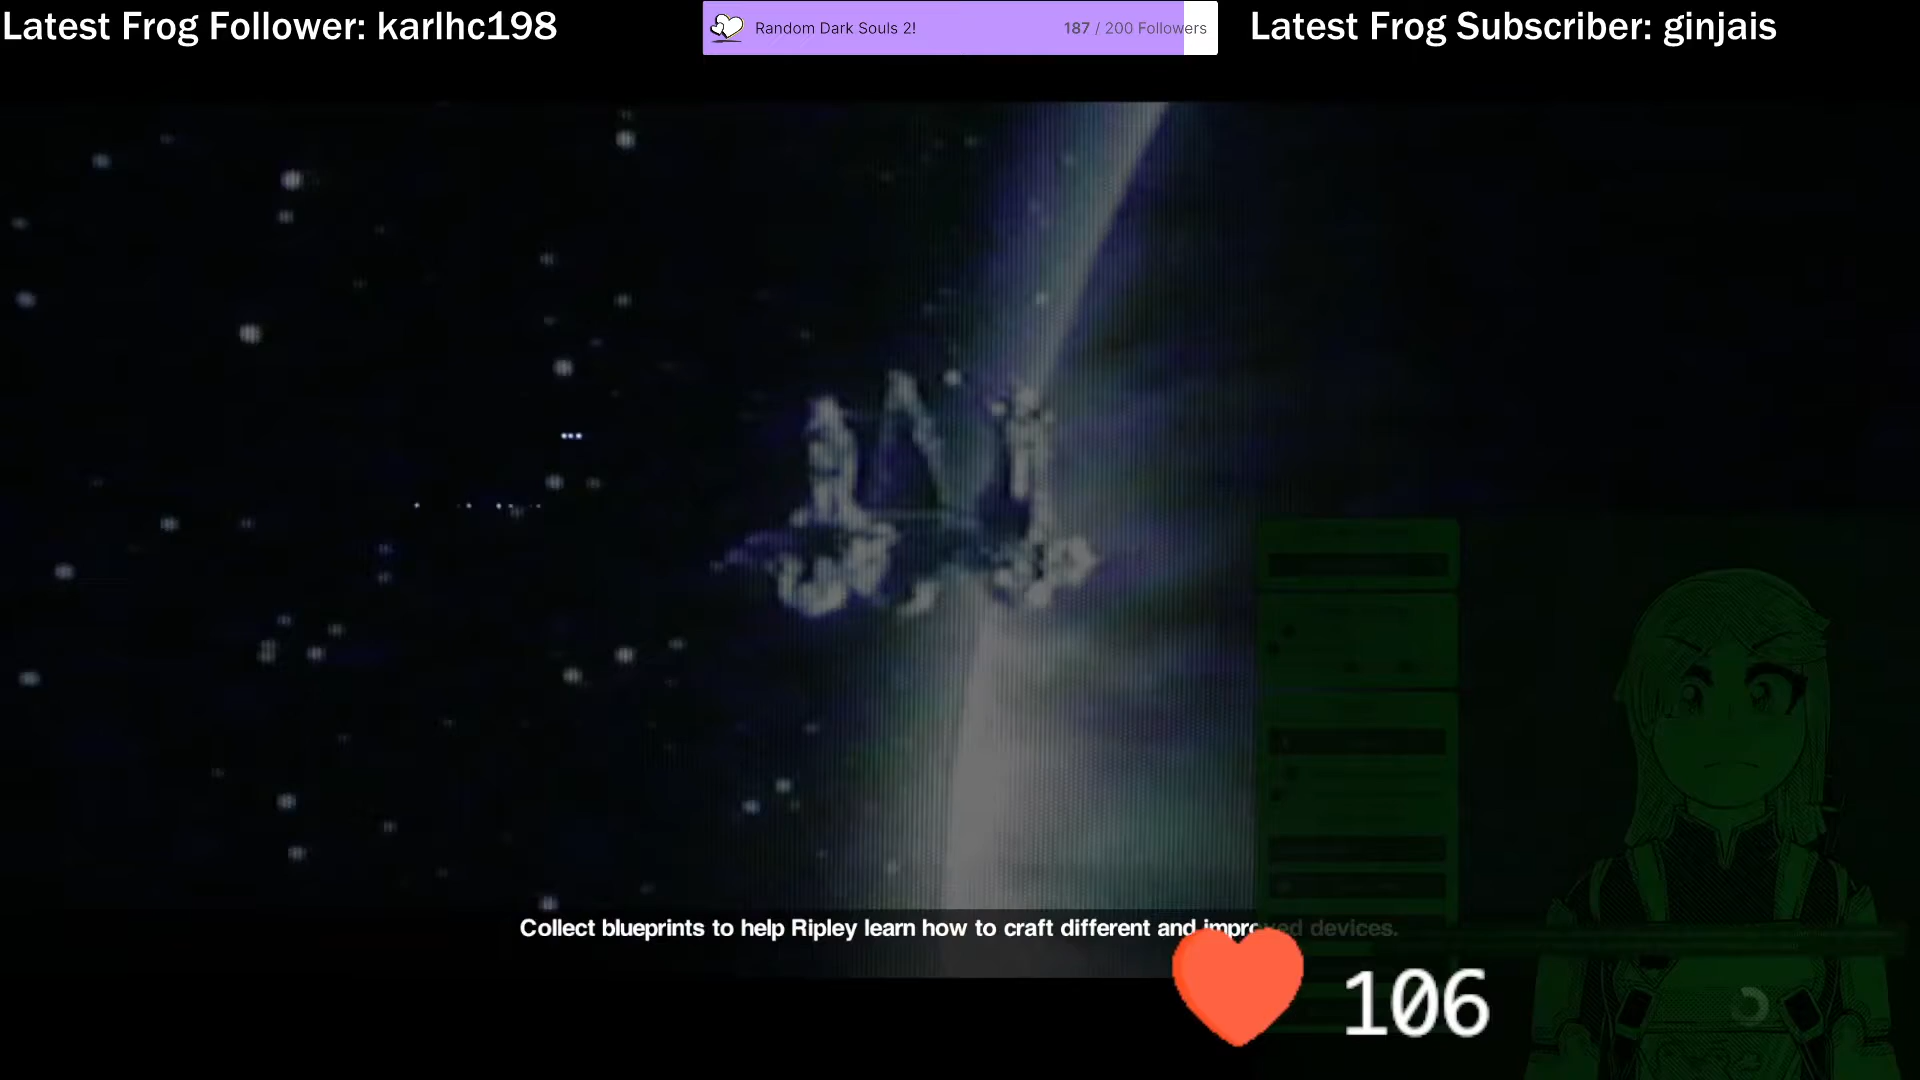 Latest Frog Follower: karlhc198
Random Dark Souls 2!
187 / 200 Followers
Latest Frog Subscriber: ginjais
Collect blueprints to help Ripley learn how to craft different and improved devices.
106